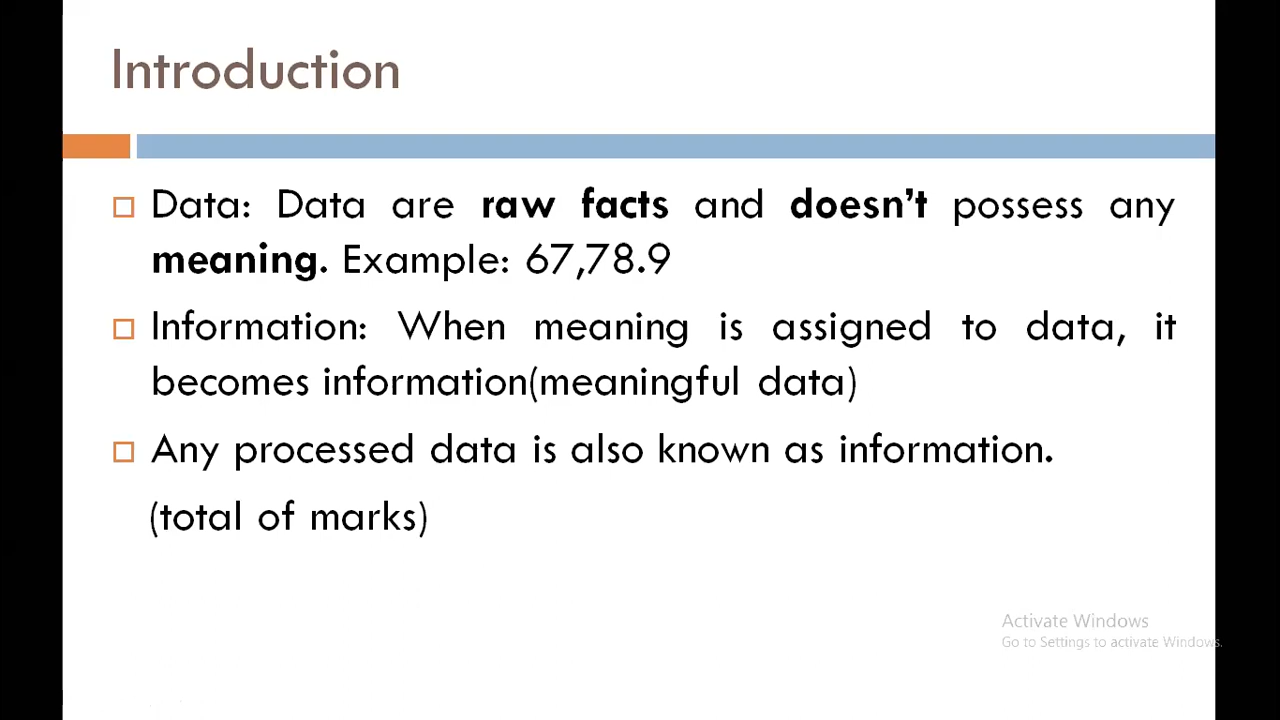 Introduction
Data: Data are raw facts and doesn't possess any
meaning. Example: 67,78.9
Information: When meaning is assigned to data, it
becomes information(meaningful data)
Any processed data is also known as information.
(total of marks)
Activate Windows
Go to Settings to activate Windows.